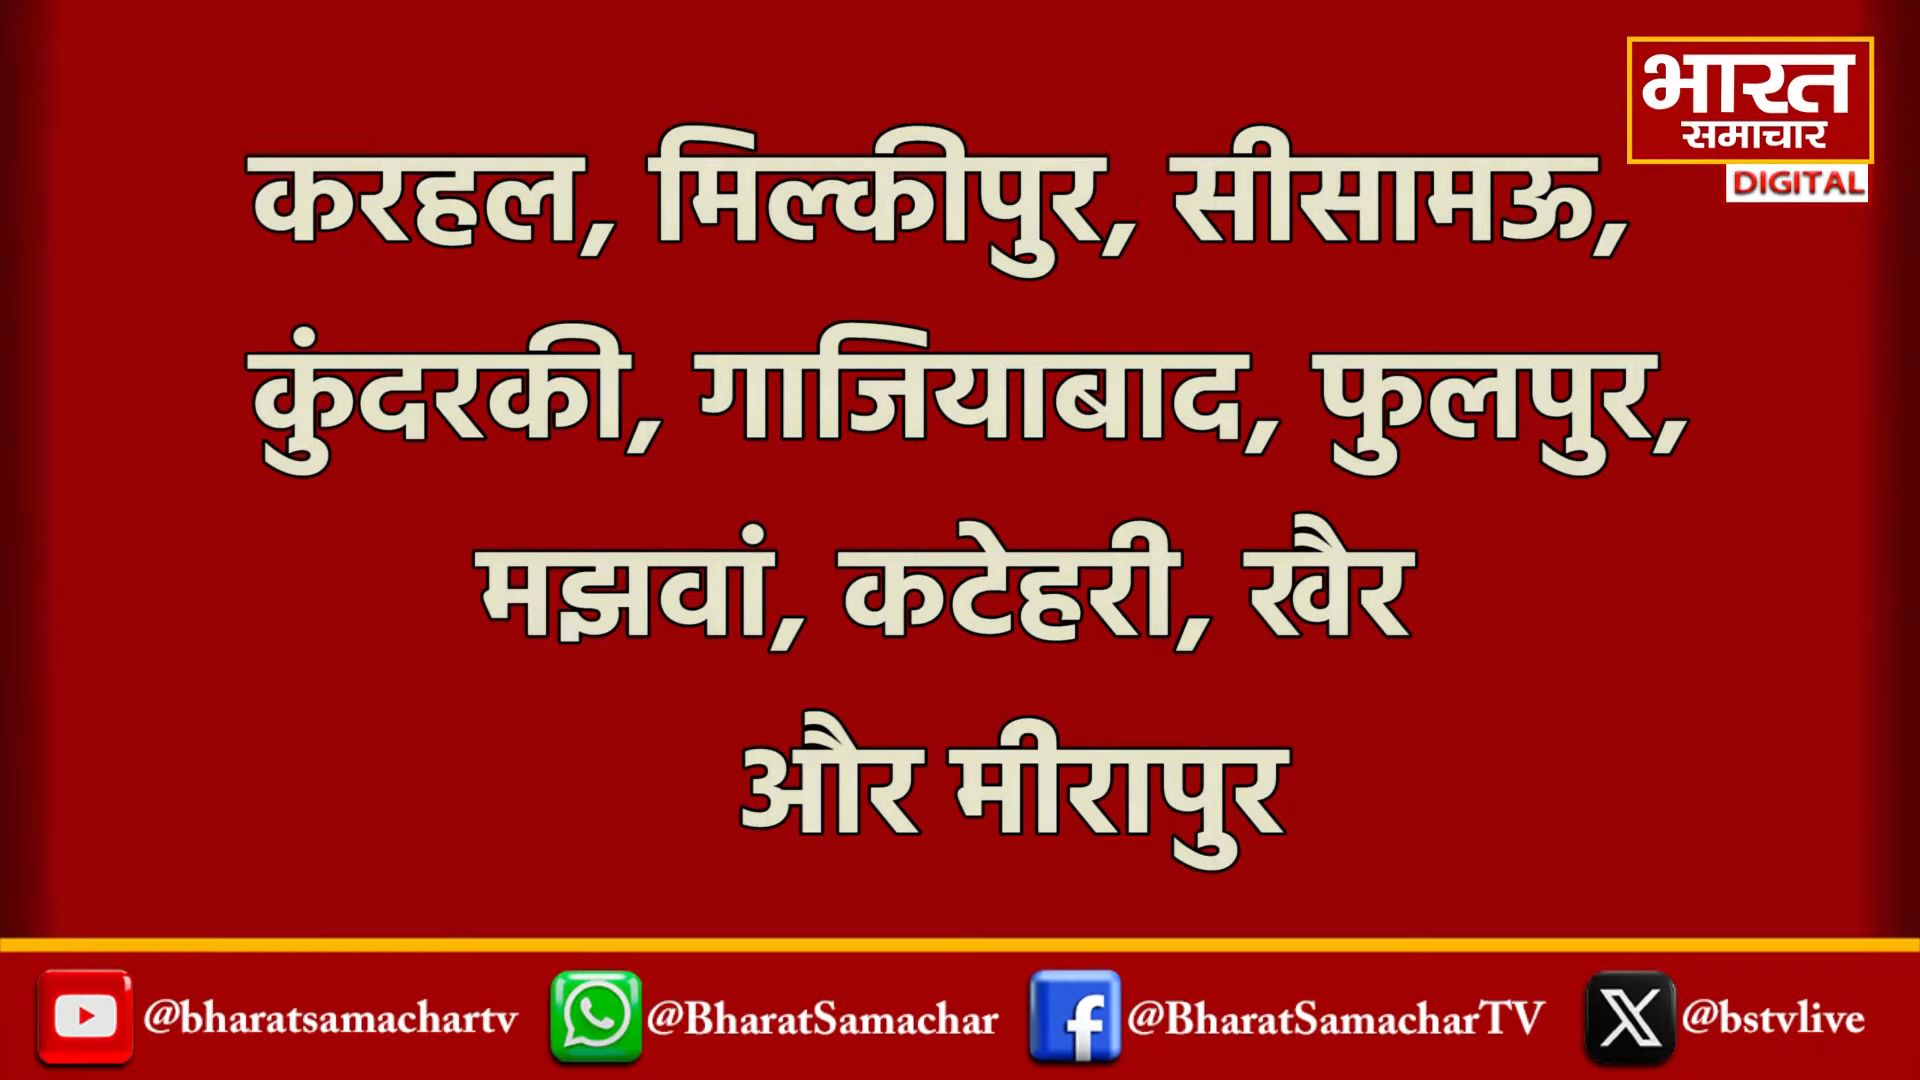 भारत
समाचार
DIGITAL
करहल, मिल्कीपुर, सीसामऊ,
कुंदरकी, गाजियाबाद, फुलपुर,
मझवां, कटेहरी, खैर
और मीरापुर
@bharatsamachartv @BharatSamachar @BharatSamacharTV @bstvlive